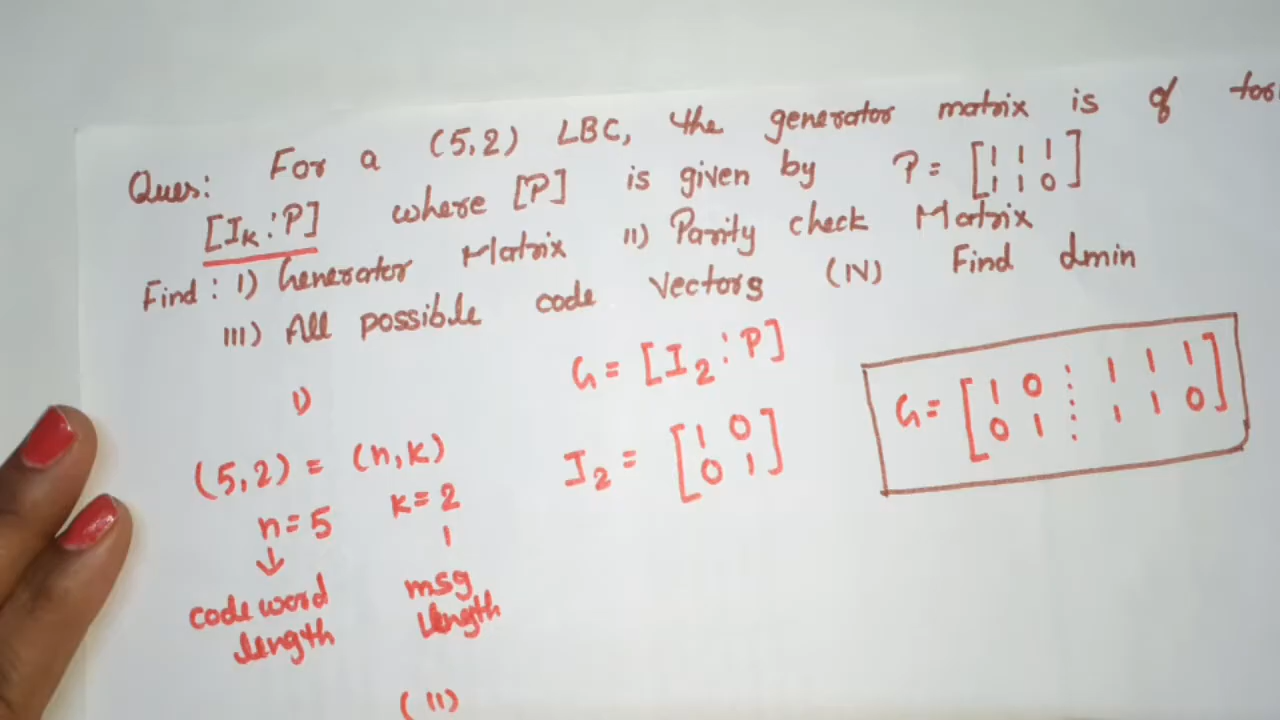 Ques: For a (5,2) LBC, the generator matrix is of
[Ik : P] where [P] is given by P = [1 1 1
1 1 0]
Find : i) Generator Matrix ii) Parity check Matrix
iii) All possible code vectors (iv) Find dmin
i)
G = [I2 : P]
G = [1 0 : 1 1 1
0 1 : 1 1 0]
I2 = [1 0
0 1]
(5,2) = (n,k)
n = 5 k = 2
↓ |
code word msg
length length
(ii)